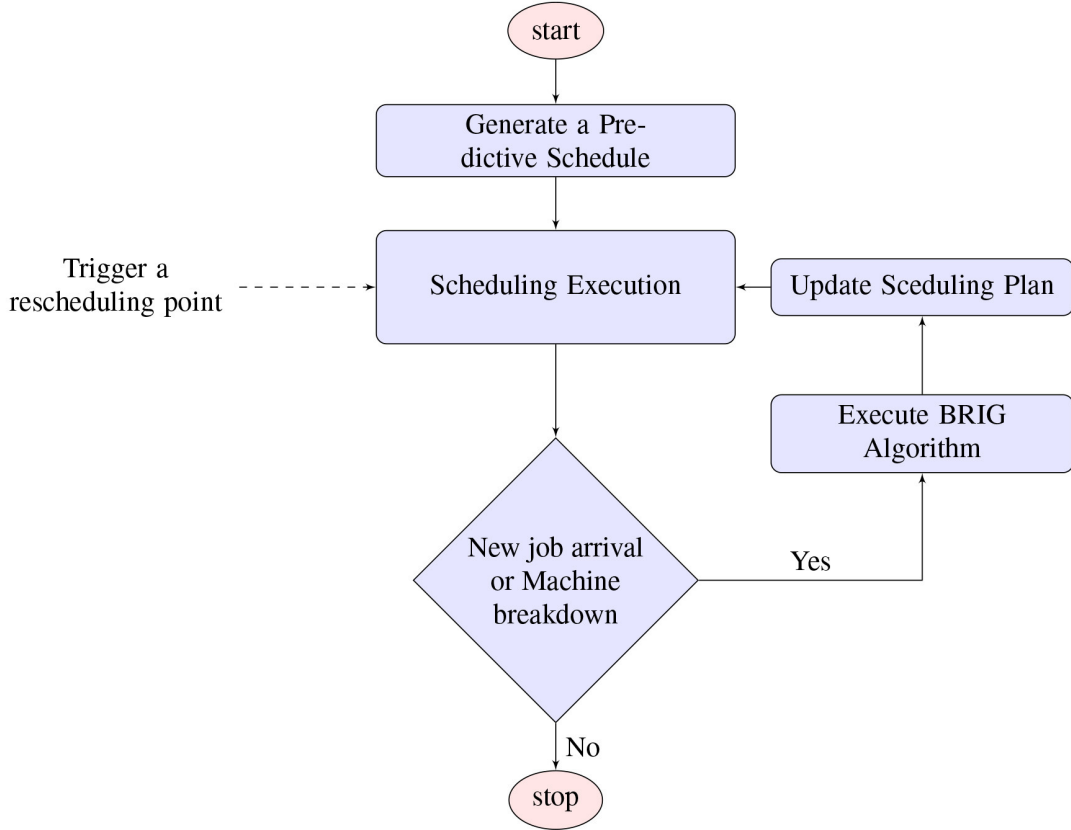 start
Generate a Pre-
dictive Schedule
Trigger a
rescheduling point
Scheduling Execution
Update Sceduling Plan
Execute BRIG
Algorithm
New job arrival
or Machine
breakdown
Yes
No
stop